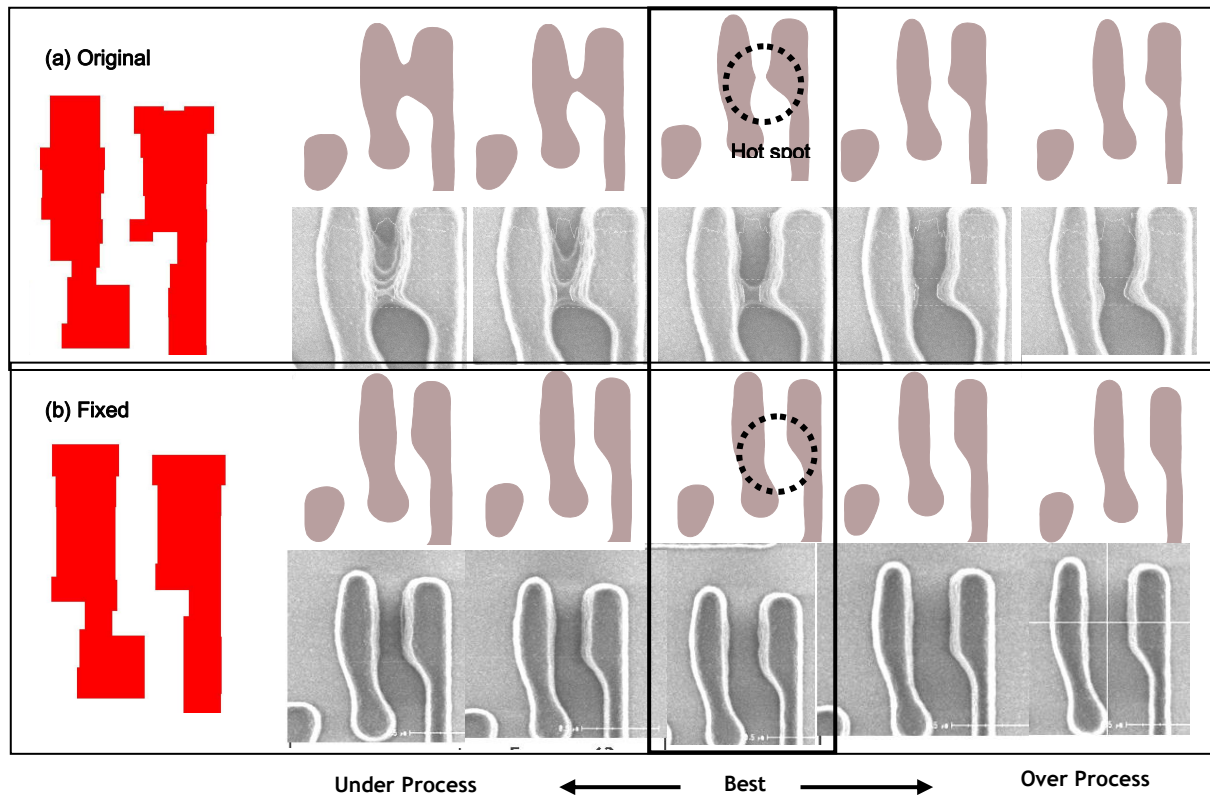 (a) Original
Hot spot
(b) Fixed
Under Process
Best
Over Process